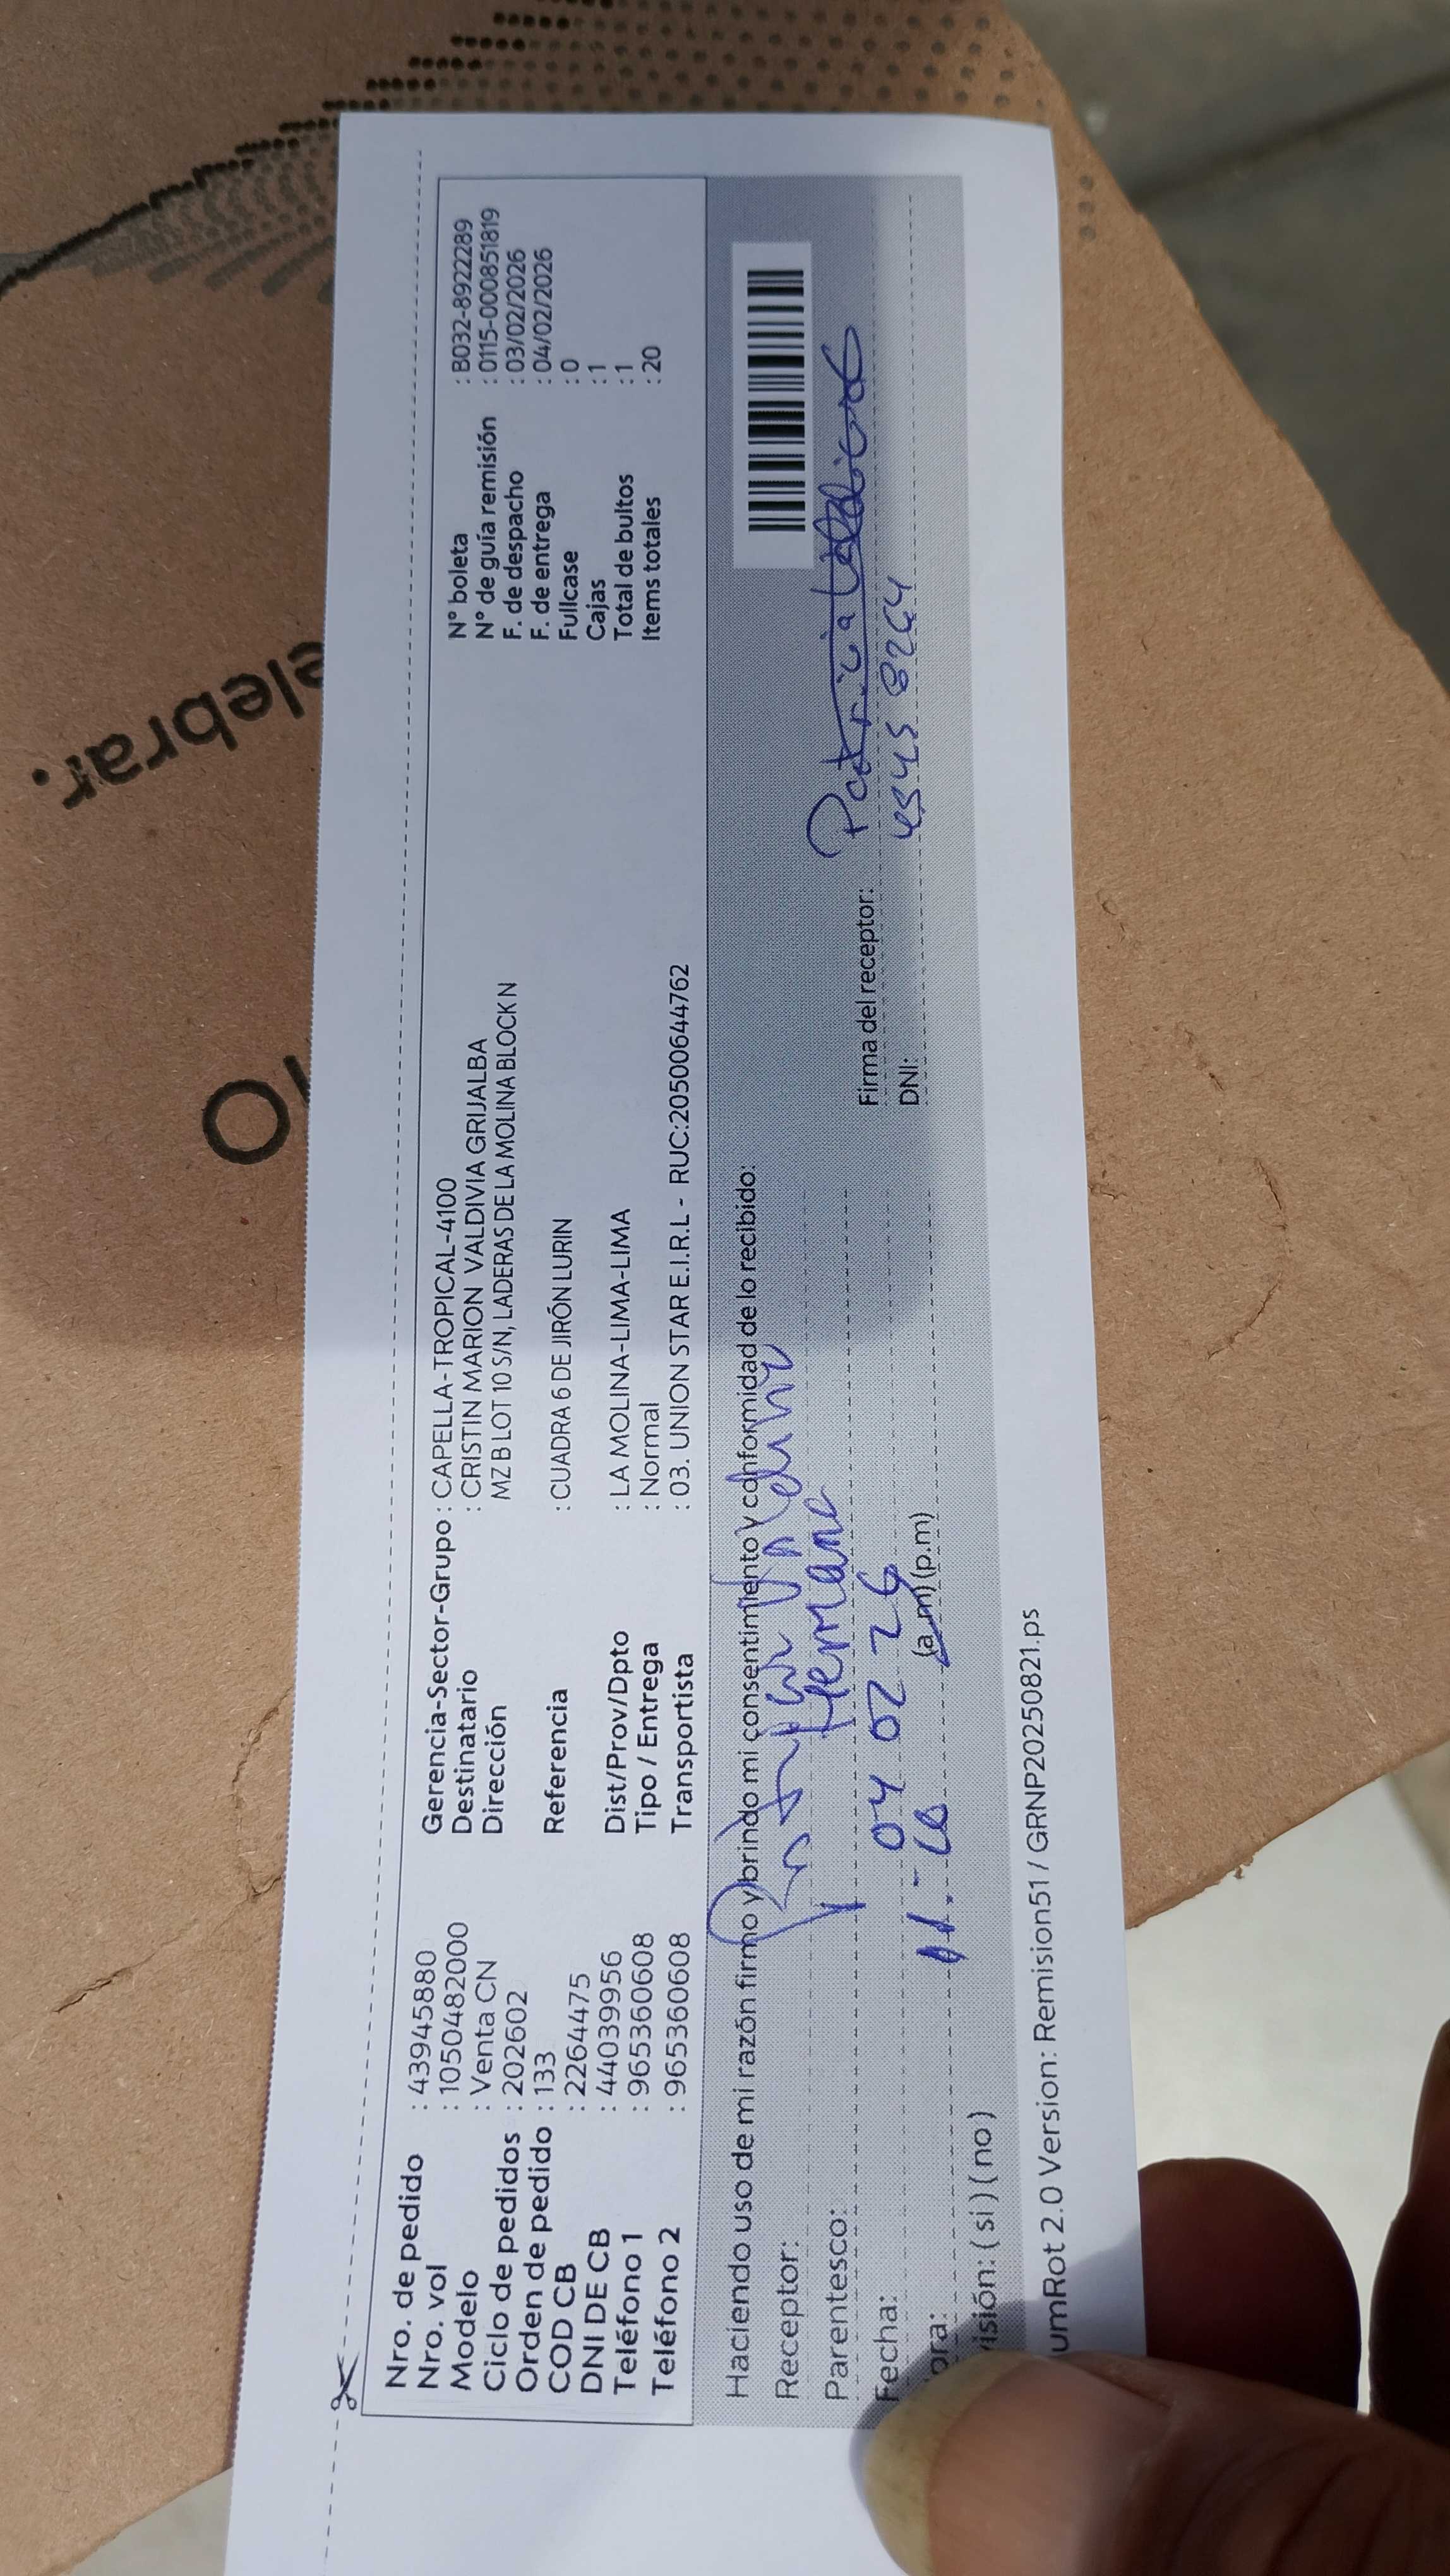 elebrar.
Nro. de pedido : 43945880
Nro. vol : 1050482000
Modelo : Venta CN
Ciclo de pedidos : 202602
Orden de pedido : 133
COD CB : 2264475
DNI DE CB : 44039956
Teléfono 1 : 965360608
Teléfono 2 : 965360608
Gerencia-Sector-Grupo : CAPELLA-TROPICAL-4100
Destinatario : CRISTIN MARION VALDIVIA GRIJALBA
Dirección MZ B LOT 10 S/N, LADERAS DE LA MOLINA BLOCK N
Referencia : CUADRA 6 DE JIRÓN LURIN
Dist/Prov/Dpto : LA MOLINA-LIMA-LIMA
Tipo / Entrega : Normal
Transportista : 03. UNION STAR E.I.R.L - RUC:20500644762
N° boleta : B032-8922289
N° de guía remisión : 0115-000851819
F. de despacho : 03/02/2026
F. de entrega : 04/02/2026
Fullcase : 0
Cajas : 1
Total de bultos : 1
Items totales : 20
Haciendo uso de mi razón firmo y brindo mi consentimiento y conformidad de lo recibido:
Receptor:
Parentesco: Hermana
Fecha: 04 02 26
ora: (a.m) (p.m)
isión: ( si ) ( no )
Firma del receptor: Patricia
DNI:
umRot 2.0 Version: Remision51 / GRNP20250821.ps